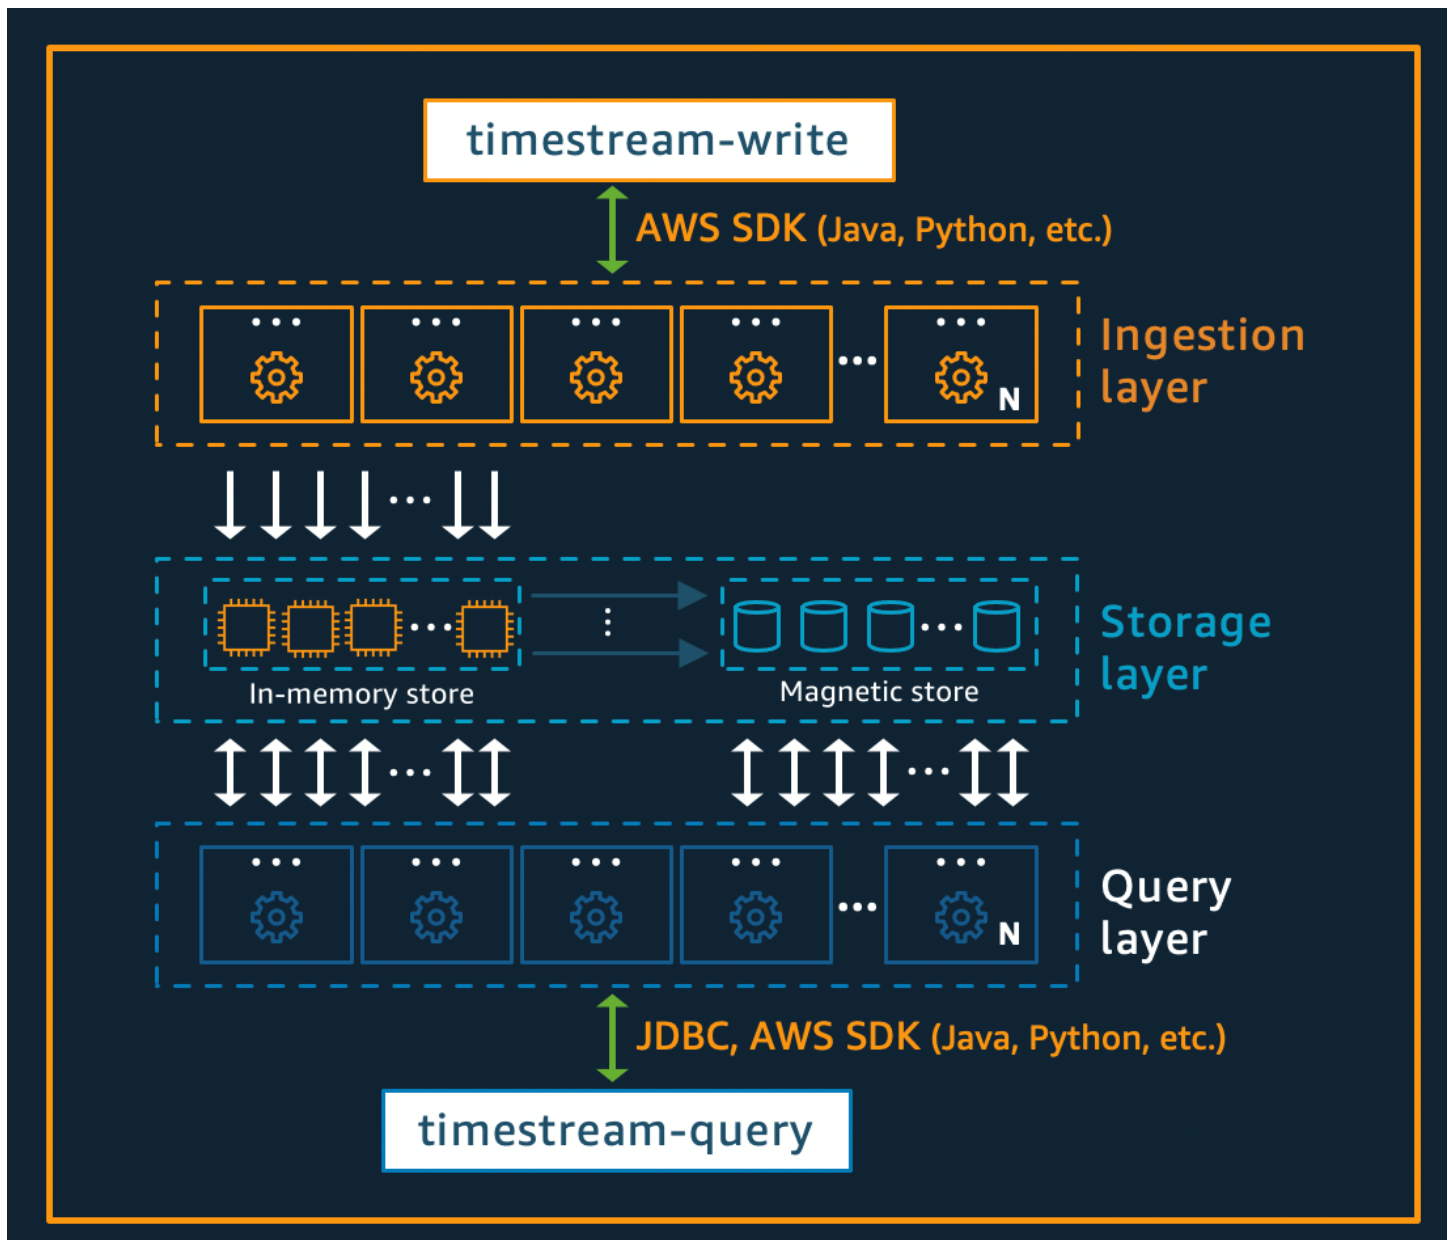 timestream-write
AWS SDK (Java, Python, etc.)
Ingestion
layer
N
In-memory store
Magnetic store
Storage
layer
Query
layer
N
JDBC, AWS SDK (Java, Python, etc.)
timestream-query